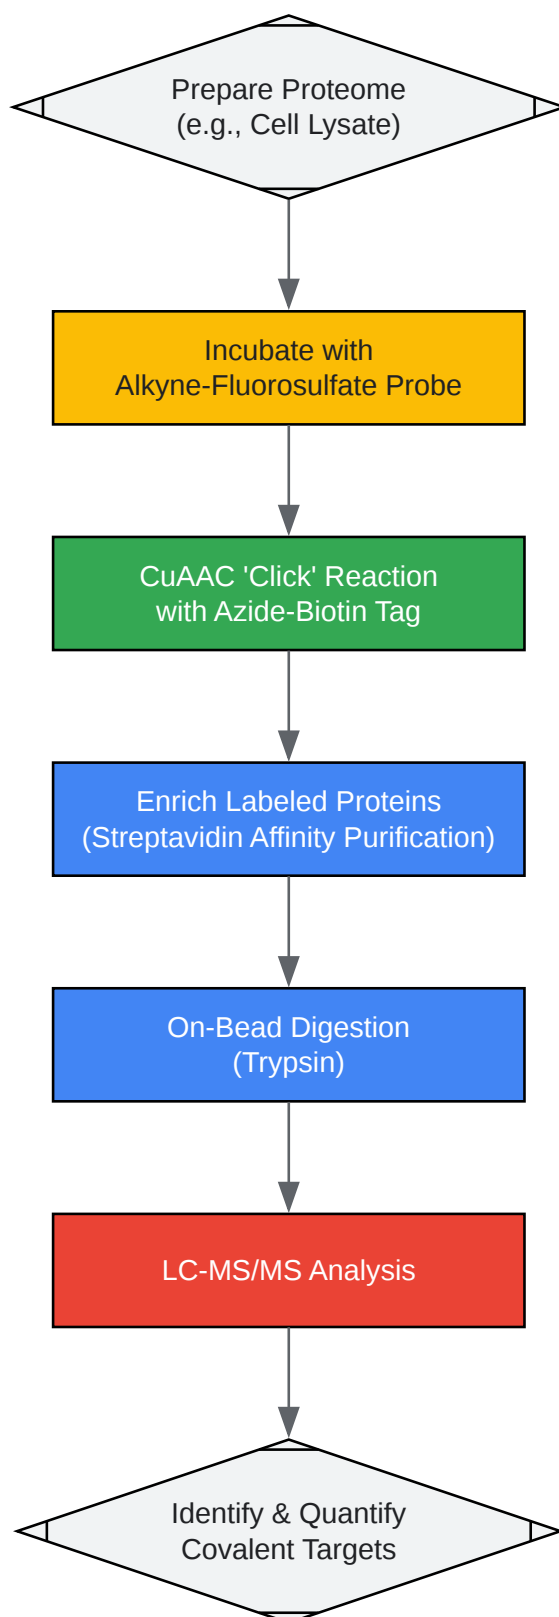 Prepare Proteome
(e.g., Cell Lysate)
Incubate with
Alkyne-Fluorosulfate Probe
CuAAC 'Click' Reaction
with Azide-Biotin Tag
Enrich Labeled Proteins
(Streptavidin Affinity Purification)
On-Bead Digestion
(Trypsin)
LC-MS/MS Analysis
Identify & Quantify
Covalent Targets